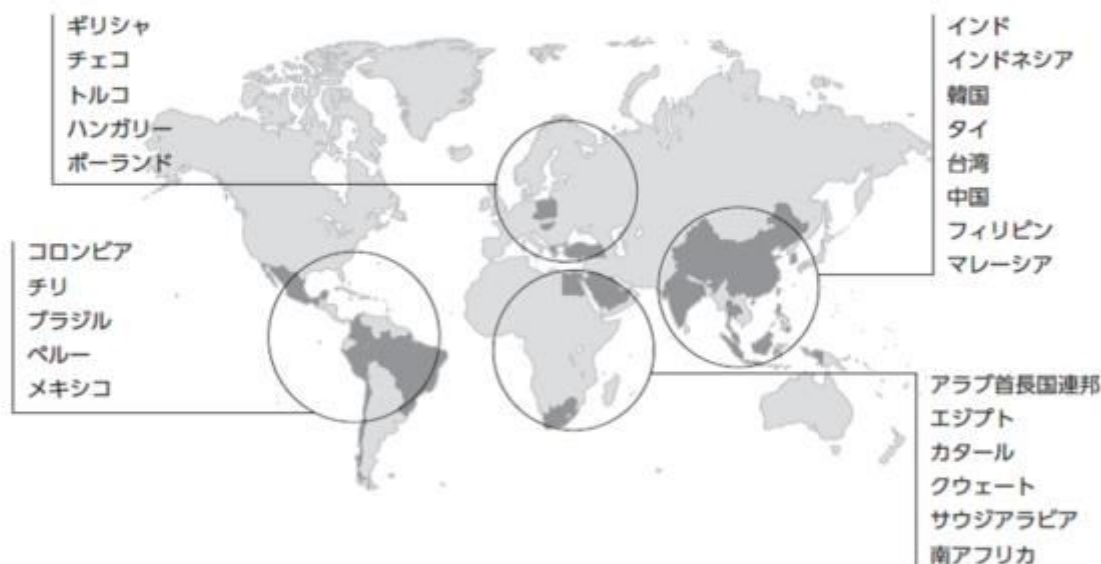 ギリシャ
チェコ
トルコ
ハンガリー
ポーランド
コロンビア
チリ
ブラジル
ペルー
メキシコ
インド
インドネシア
韓国
タイ
台湾
中国
フィリピン
マレーシア
アラブ首長国連邦
エジプト
カタール
クウェート
サウジアラビア
南アフリカ